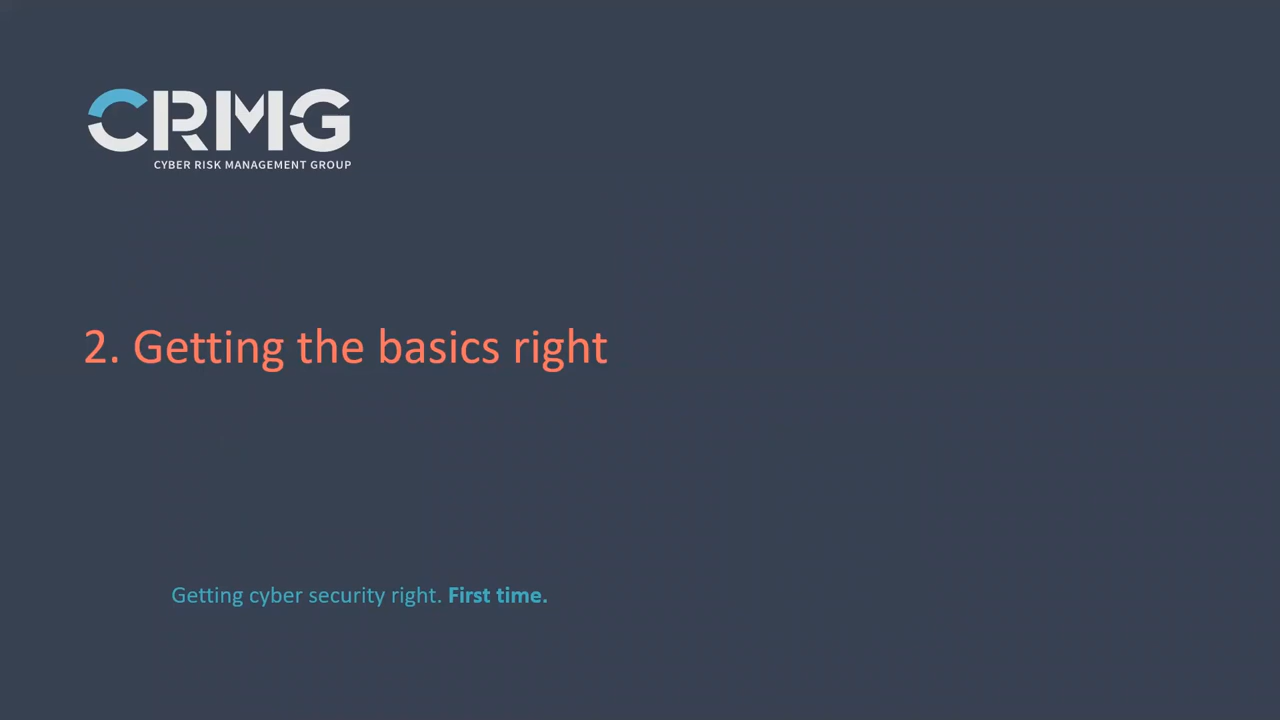 CRMG
CYBER RISK MANAGEMENT GROUP
2. Getting the basics right
Getting cyber security right. First time.